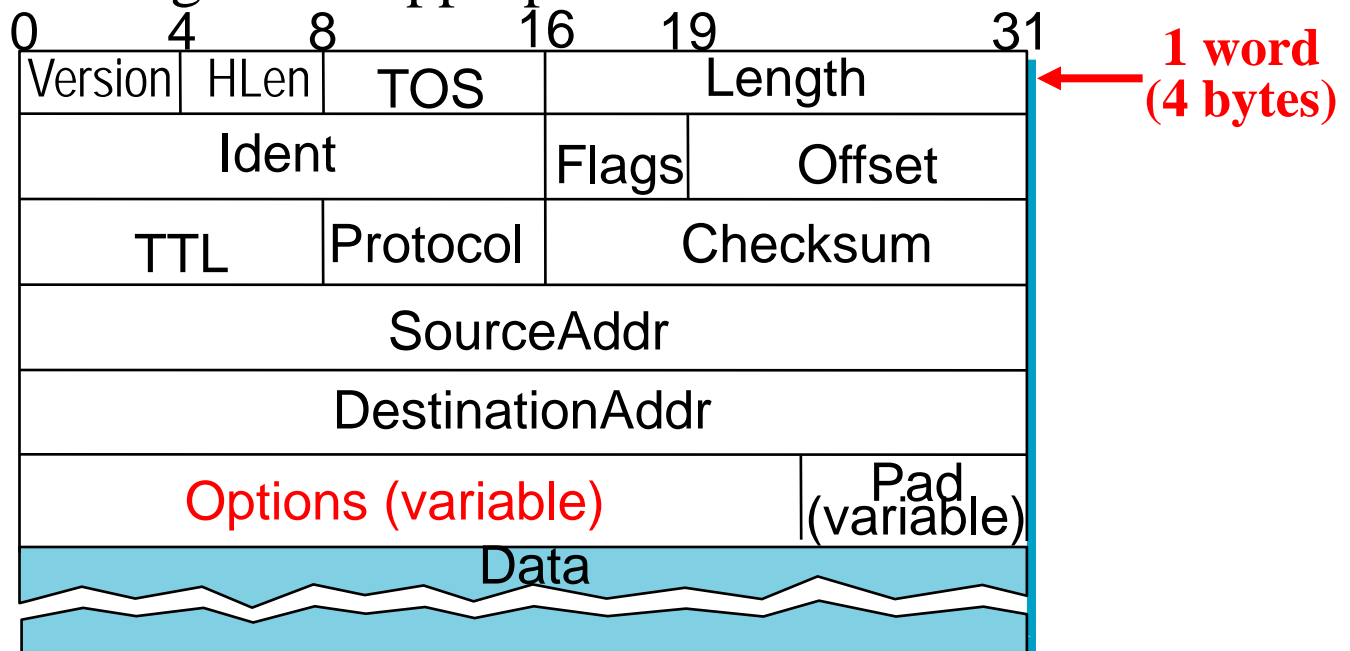 0 4 8 16 19 31
1 word
(4 bytes)
Version HLen TOS Length
Ident Flags Offset
TTL Protocol Checksum
SourceAddr
DestinationAddr
Options (variable) Pad
(variable)
Data